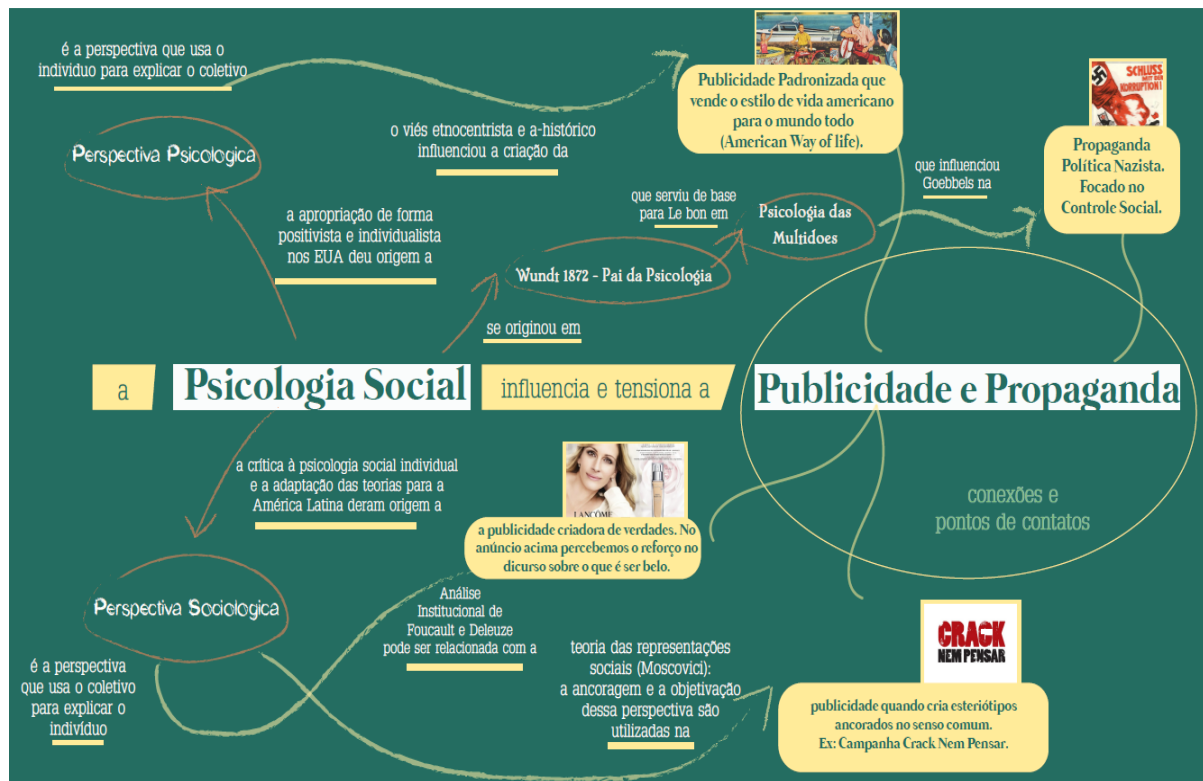 é a perspectiva que usa o
individuo para explicar o coletivo
Perspectiva Psicologica
o viés etnocentrista e a-histórico
influenciou a criação da
Publicidade Padronizada que
vende o estilo de vida americano
para o mundo todo
(American Way of life).
SCHLUSS
MIT DER
KORRUPTION!
Propaganda
Política Nazista.
Focado no
Controle Social.
que influenciou
Goebbels na
a apropriação de forma
positivista e individualista
nos EUA deu origem a
que serviu de base
para Le bon em
Psicologia das
Multidoes
Wundt 1872 - Pai da Psicologia
se originou em
a
Psicologia Social
influencia e tensiona a
Publicidade e Propaganda
a crítica à psicologia social individual
e a adaptação das teorias para a
América Latina deram origem a
LANCÔME
a publicidade criadora de verdades. No
anúncio acima percebemos o reforço no
dicurso sobre o que é ser belo.
conexões e
pontos de contatos
Perspectiva Sociologica
Análise
Institucional de
Foucault e Deleuze
pode ser relacionada com a
é a perspectiva
que usa o coletivo
para explicar o
indivíduo
teoria das representações
sociais (Moscovici):
a ancoragem e a objetivação
dessa perspectiva são
utilizadas na
CRACK
NEM PENSAR
publicidade quando cria esteriótipos
ancorados no senso comum.
Ex: Campanha Crack Nem Pensar.